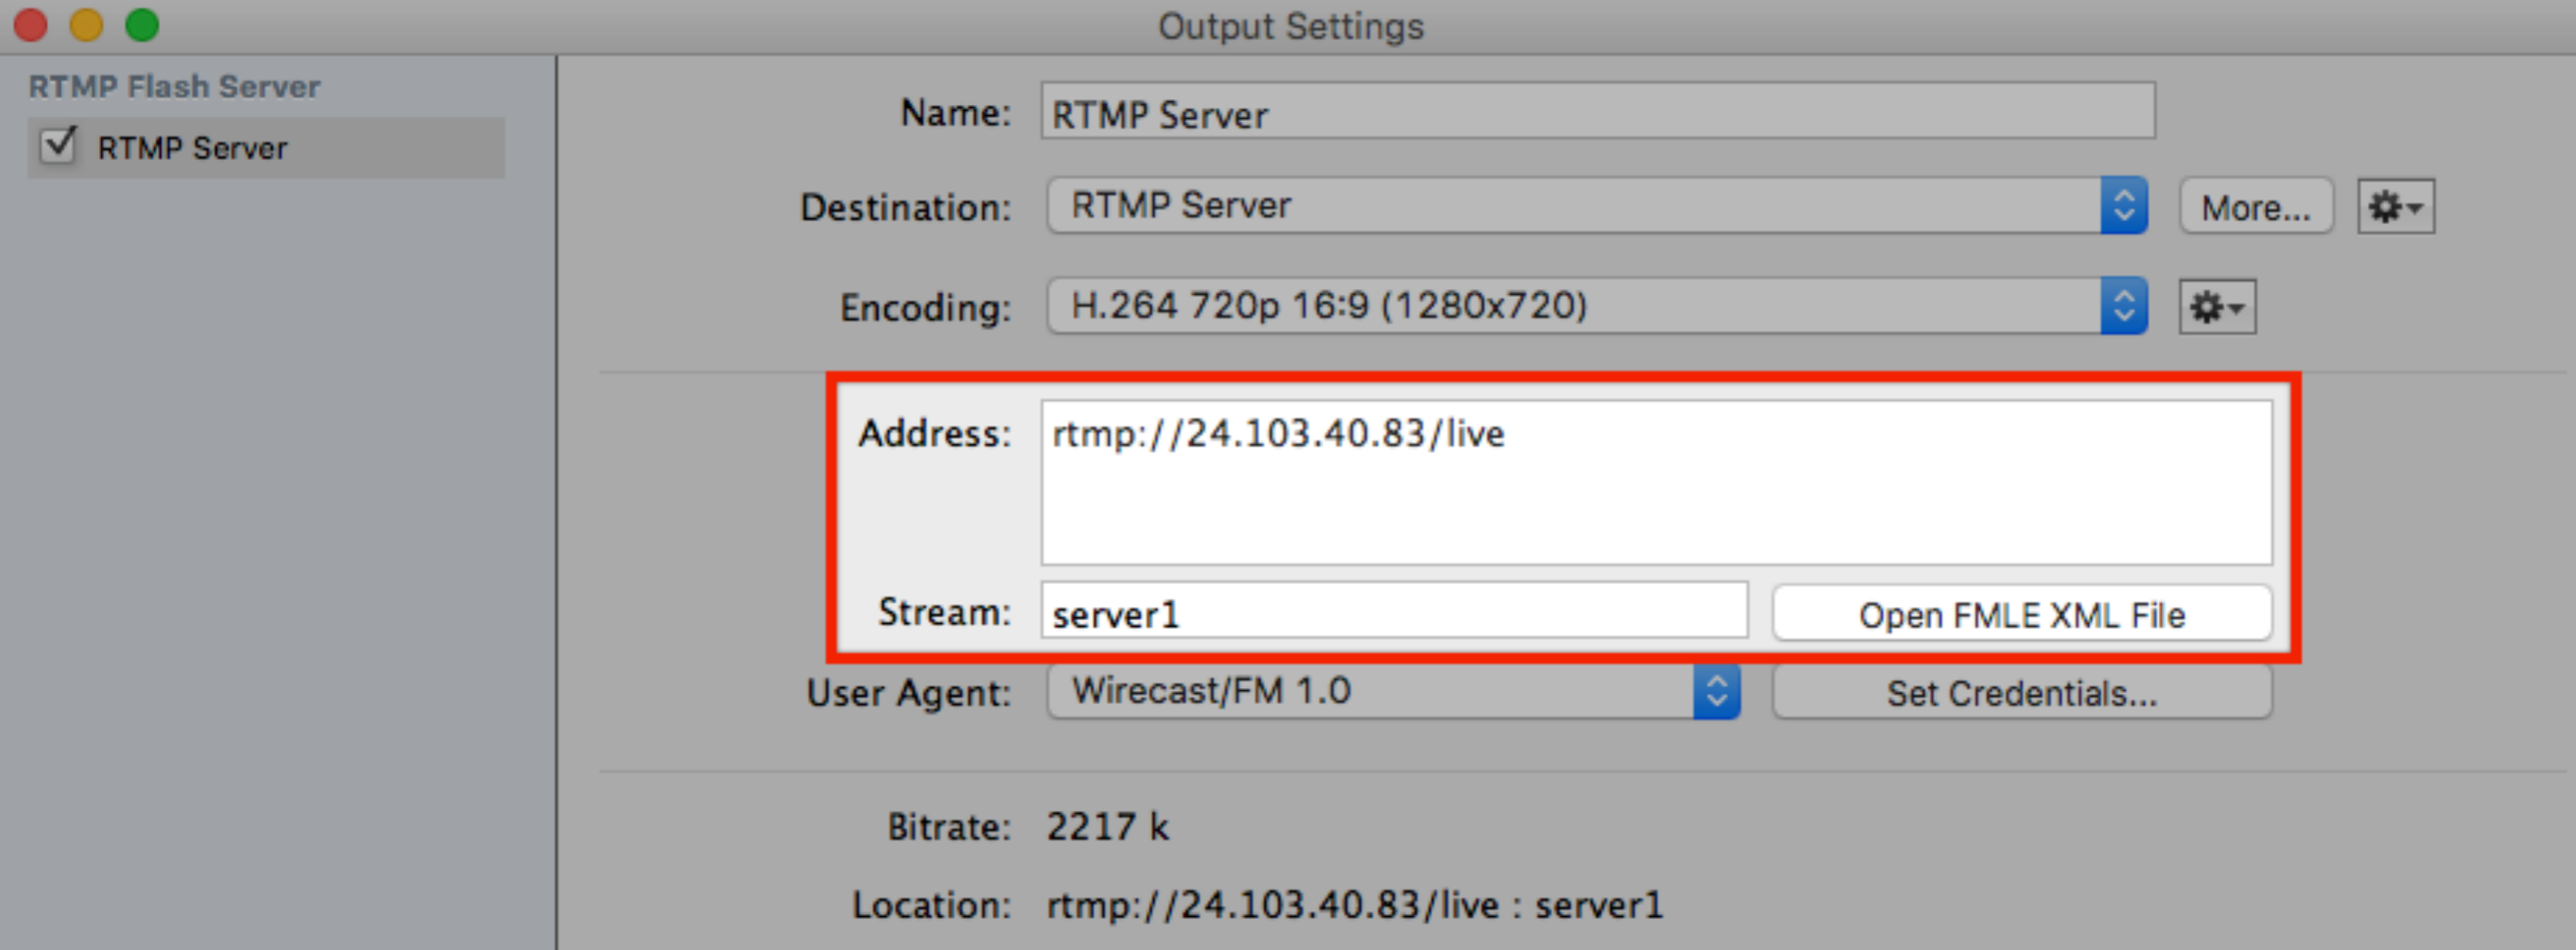 Output Settings
RTMP Flash Server
RTMP Server
Name: RTMP Server
Destination: RTMP Server More...
Encoding: H.264 720p 16:9 (1280x720)
Address: rtmp://24.103.40.83/live
Stream: server1 Open FMLE XML File
User Agent: Wirecast/FM 1.0 Set Credentials...
Bitrate: 2217 k
Location: rtmp://24.103.40.83/live : server1